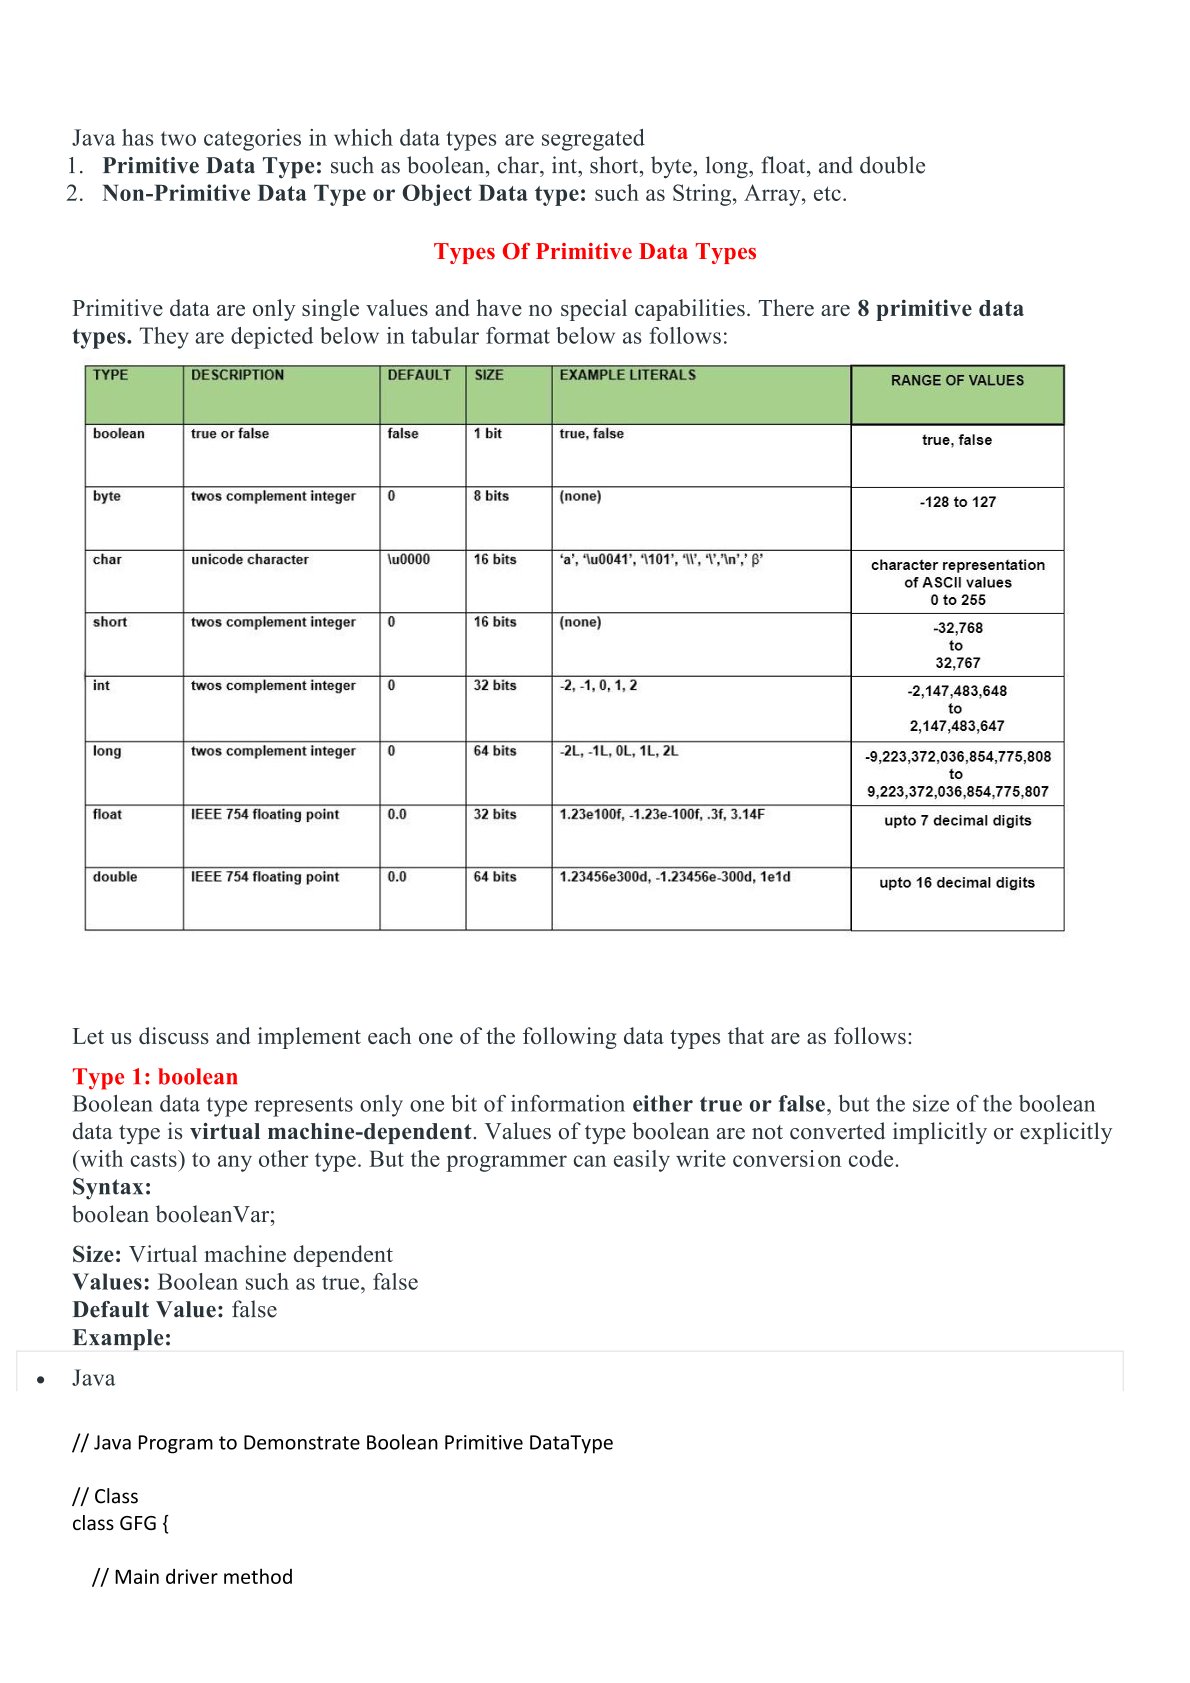 Java has two categories in which data types are segregated
1. Primitive Data Type: such as boolean, char, int, short, byte, long, float, and double
2. Non-Primitive Data Type or Object Data type: such as String, Array, etc.
Types Of Primitive Data Types
Primitive data are only single values and have no special capabilities. There are 8 primitive data
types. They are depicted below in tabular format below as follows:
TYPE DESCRIPTION DEFAULT SIZE EXAMPLE LITERALS RANGE OF VALUES
boolean true or false false 1 bit true, false true, false
byte twos complement integer 0 8 bits (none) -128 to 127
char unicode character \u0000 16 bits ‘a’, ‘\u0041’, ‘\101’, ‘\\’, ‘\’,’\n’,’ β’ character representation
of ASCII values
0 to 255
short twos complement integer 0 16 bits (none) -32,768
to
32,767
int twos complement integer 0 32 bits -2, -1, 0, 1, 2 -2,147,483,648
to
2,147,483,647
long twos complement integer 0 64 bits -2L, -1L, 0L, 1L, 2L -9,223,372,036,854,775,808
to
9,223,372,036,854,775,807
float IEEE 754 floating point 0.0 32 bits 1.23e100f, -1.23e-100f, .3f, 3.14F upto 7 decimal digits
double IEEE 754 floating point 0.0 64 bits 1.23456e300d, -1.23456e-300d, 1e1d upto 16 decimal digits
Let us discuss and implement each one of the following data types that are as follows:
Type 1: boolean
Boolean data type represents only one bit of information either true or false, but the size of the boolean
data type is virtual machine-dependent. Values of type boolean are not converted implicitly or explicitly
(with casts) to any other type. But the programmer can easily write conversion code.
Syntax:
boolean booleanVar;
Size: Virtual machine dependent
Values: Boolean such as true, false
Default Value: false
Example:
• Java
// Java Program to Demonstrate Boolean Primitive DataType
// Class
class GFG {
// Main driver method